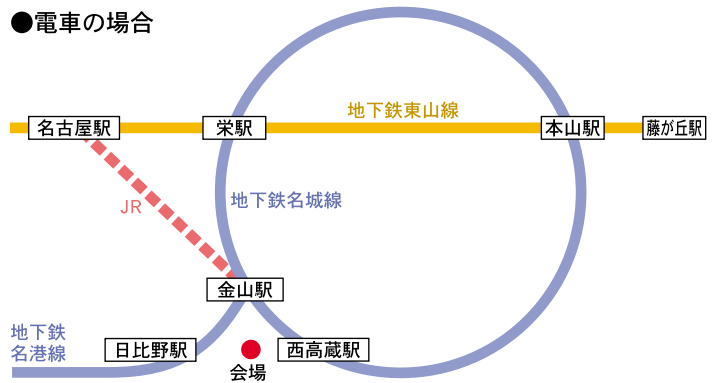 ●電車の場合
地下鉄東山線
名古屋駅
栄駅
本山駅
藤が丘駅
地下鉄名城線
JR
金山駅
地下鉄
名港線
日比野駅
西高蔵駅
会場